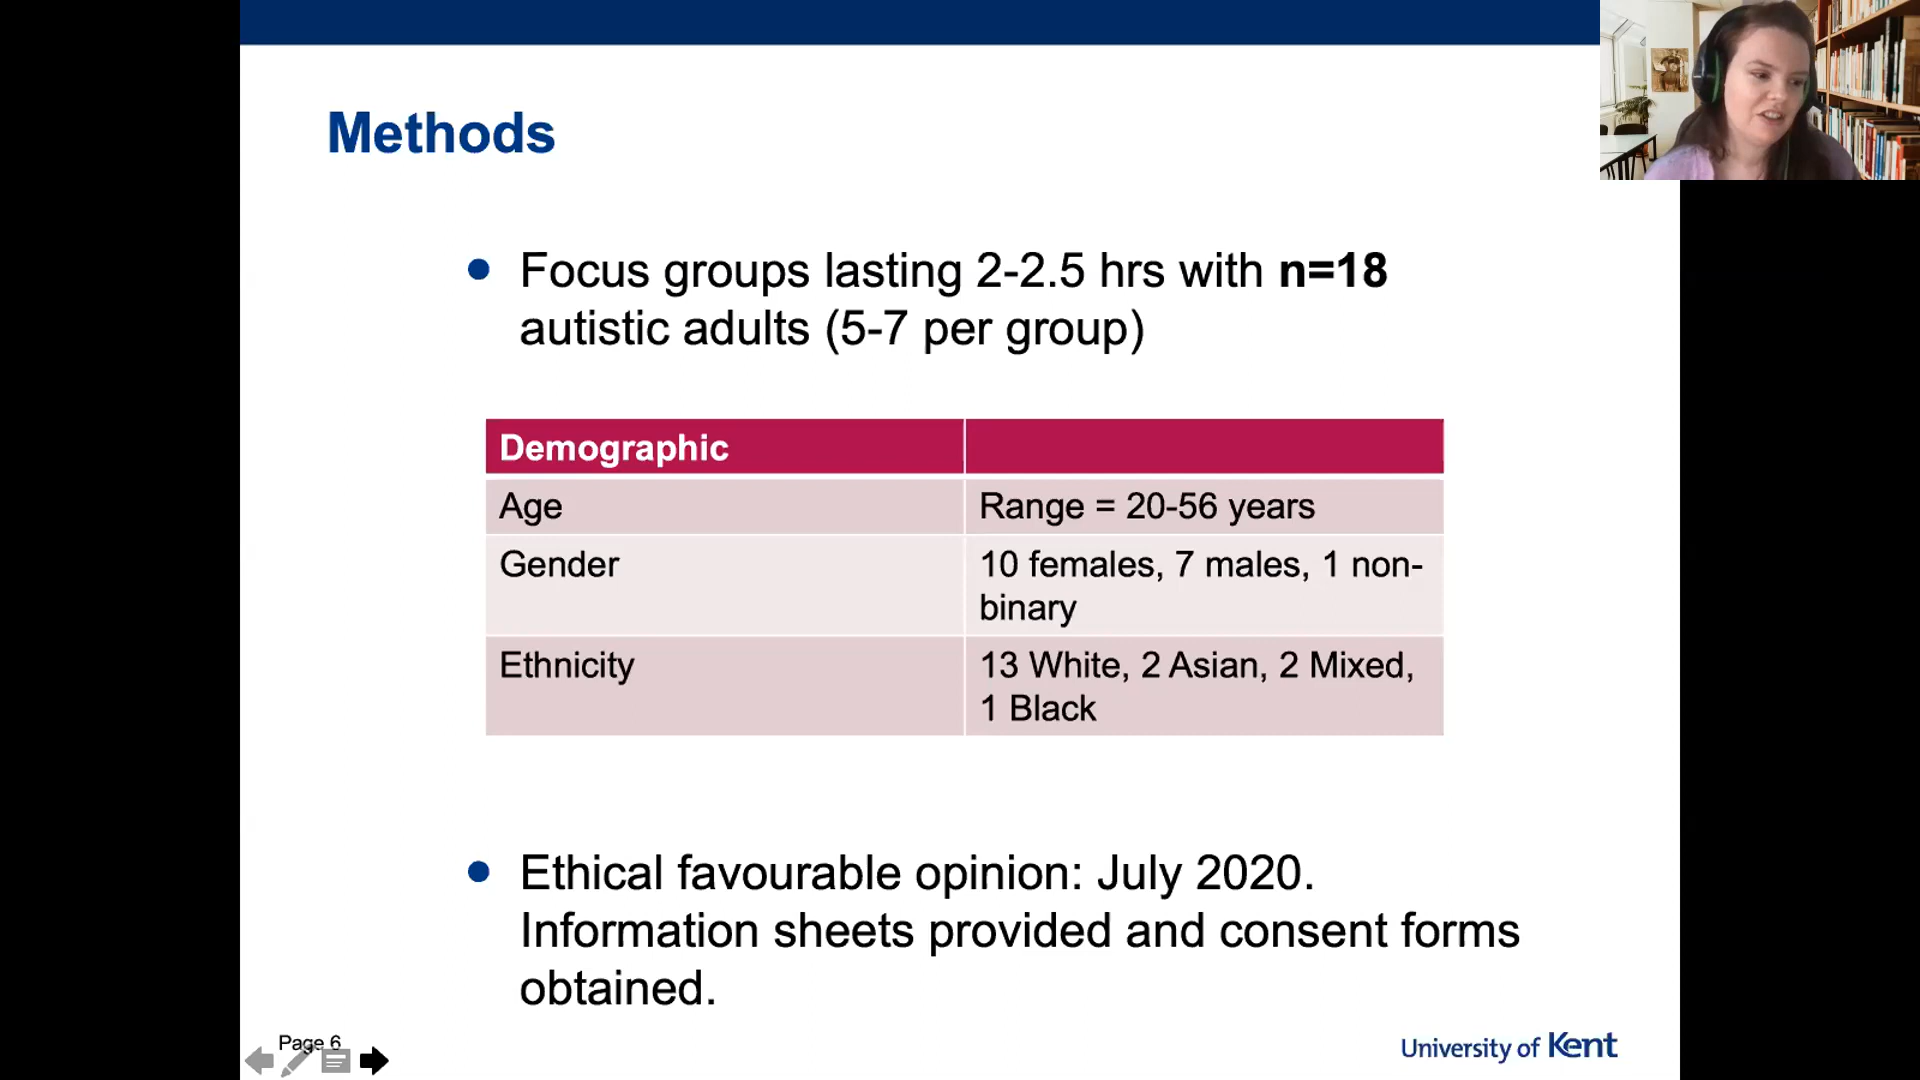 Methods
• Focus groups lasting 2-2.5 hrs with n=18
autistic adults (5-7 per group)
Demographic
Age
Range = 20-56 years
Gender
10 females, 7 males, 1 non-
binary
Ethnicity
13 White, 2 Asian, 2 Mixed,
1 Black
• Ethical favourable opinion: July 2020.
Information sheets provided and consent forms
obtained.
Page 6
University of Kent